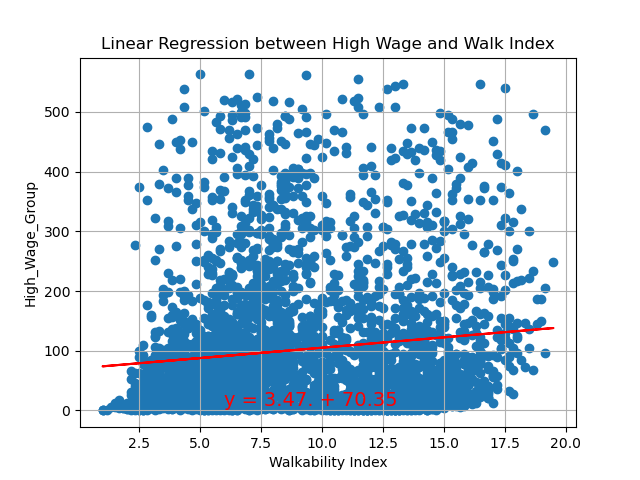 Linear Regression between High Wage and Walk Index
High_Wage_Group
500
400
300
200
100
0
y = 3.47. + 70.35
2.5 5.0 7.5 10.0 12.5 15.0 17.5 20.0
Walkability Index